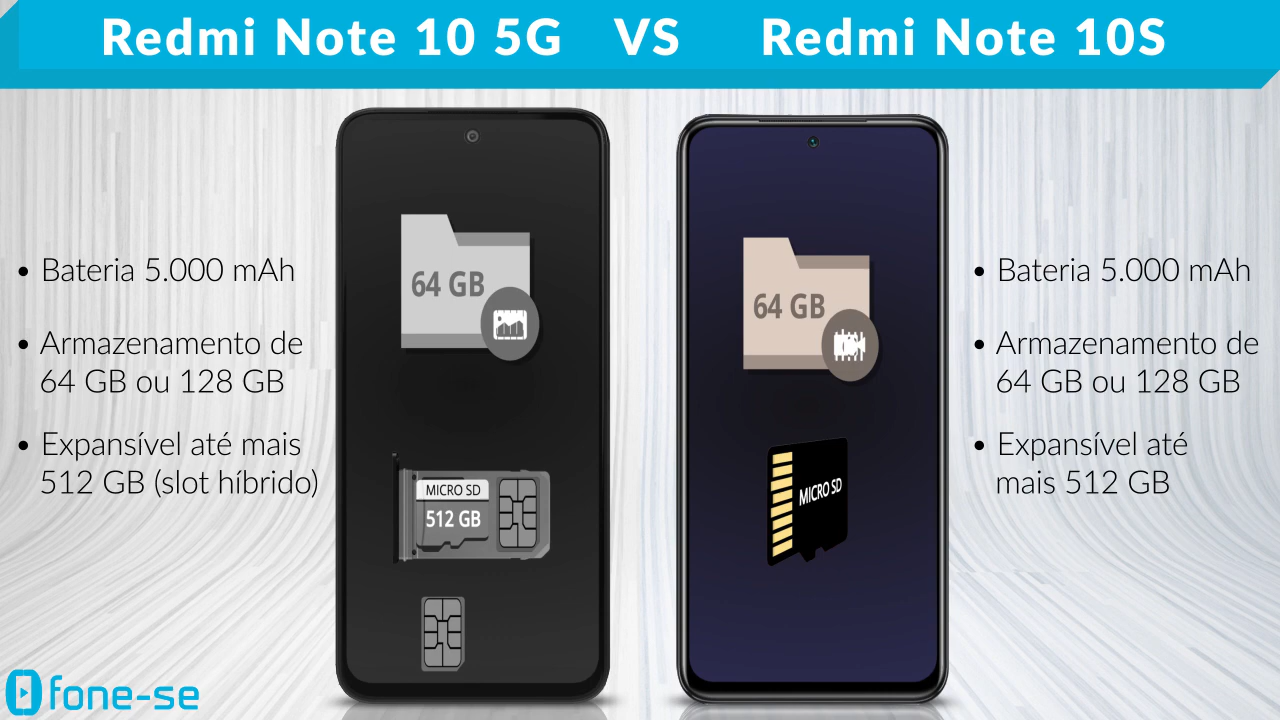 Redmi Note 10 5G VS Redmi Note 10S
• Bateria 5.000 mAh
• Armazenamento de
64 GB ou 128 GB
• Expansível até mais
512 GB (slot híbrido)
64 GB
MICRO SD
512 GB
64 GB
MICRO SD
• Bateria 5.000 mAh
• Armazenamento de
64 GB ou 128 GB
• Expansível até
mais 512 GB
fone-se